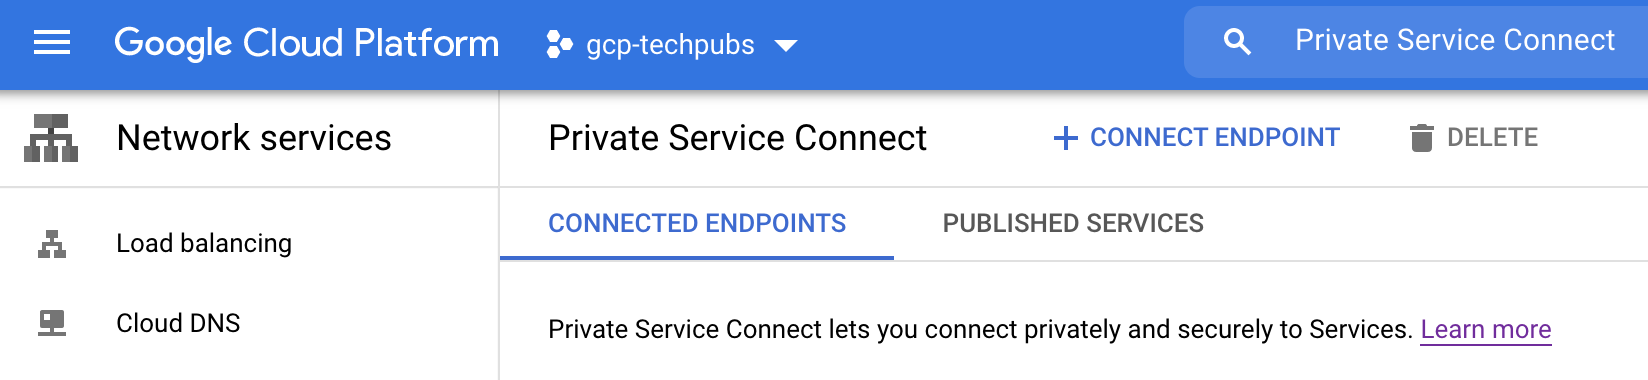 Google Cloud Platform
gcp-techpubs
Private Service Connect
Network services
Private Service Connect
CONNECT ENDPOINT
DELETE
Load balancing
Cloud DNS
CONNECTED ENDPOINTS
PUBLISHED SERVICES
Private Service Connect lets you connect privately and securely to Services. Learn more